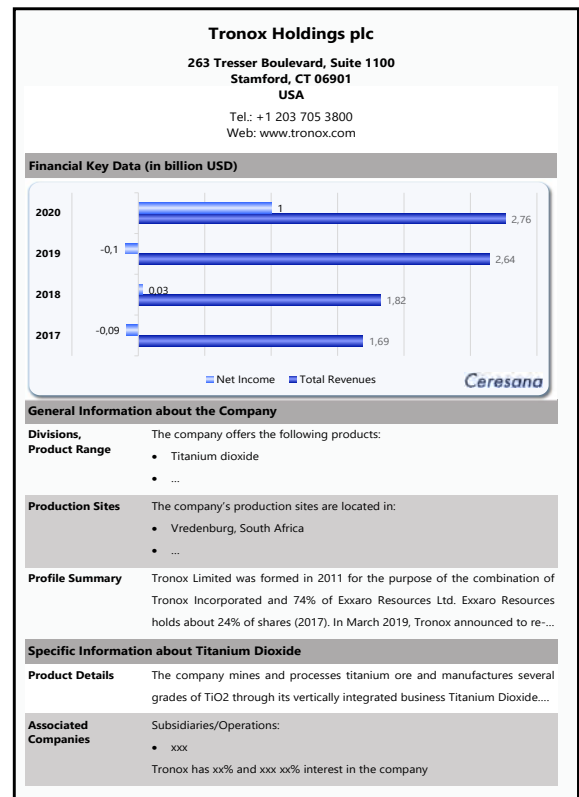 Tronox Holdings plc
263 Tresser Boulevard, Suite 1100
Stamford, CT 06901
USA
Tel.: +1 203 705 3800
Web: www.tronox.com
Financial Key Data (in billion USD)
2020
1
2,76
2019
-0,1
2,64
2018
0,03
1,82
2017
-0,09
1,69
Net Income Total Revenues
Ceresana
General Information about the Company
Divisions, Product Range
The company offers the following products:
• Titanium dioxide
• ...
Production Sites
The company's production sites are located in:
• Vredenburg, South Africa
• ...
Profile Summary
Tronox Limited was formed in 2011 for the purpose of the combination of
Tronox Incorporated and 74% of Exxaro Resources Ltd. Exxaro Resources
holds about 24% of shares (2017). In March 2019, Tronox announced to re-...
Specific Information about Titanium Dioxide
Product Details
The company mines and processes titanium ore and manufactures several
grades of TiO2 through its vertically integrated business Titanium Dioxide....
Associated Companies
Subsidiaries/Operations:
• xxx
Tronox has xx% and xxx xx% interest in the company